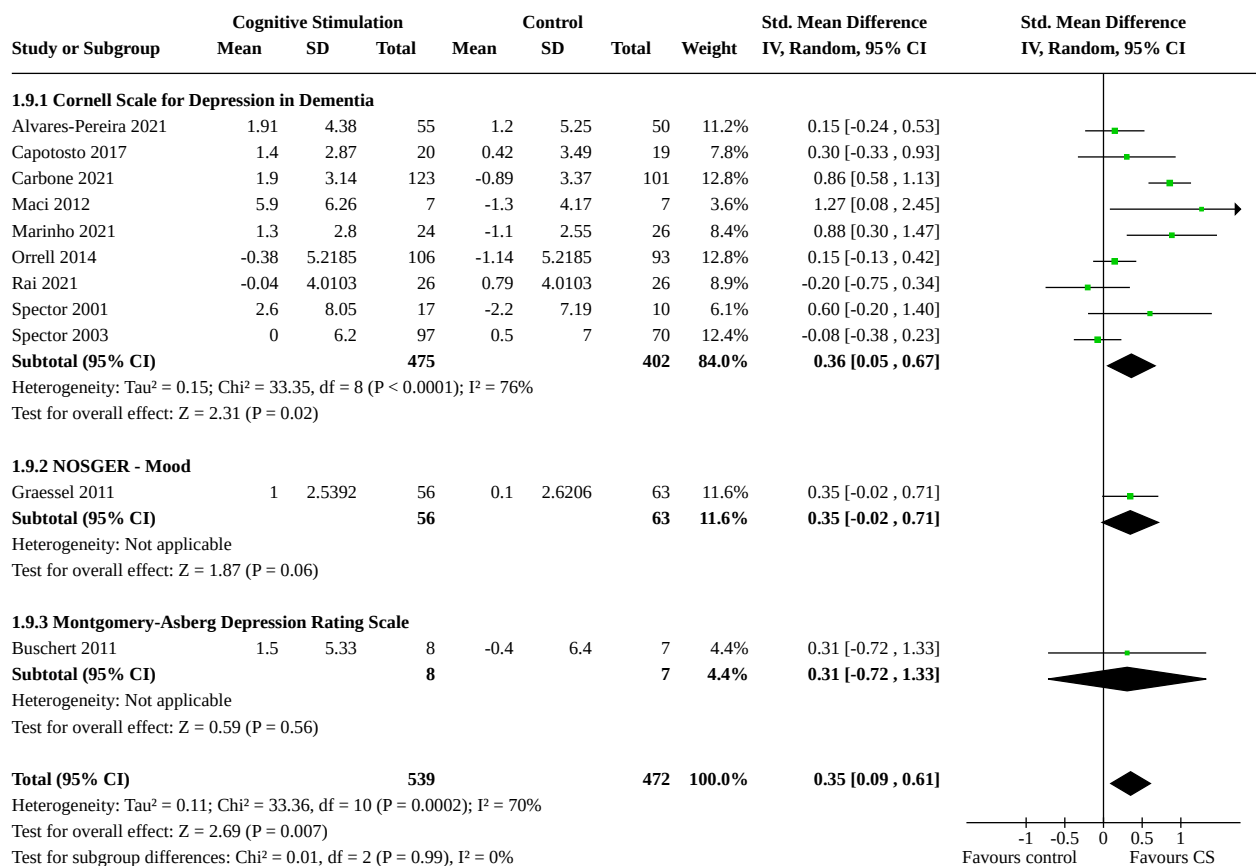 Cognitive Stimulation Control Std. Mean Difference Std. Mean Difference
Study or Subgroup Mean SD Total Mean SD Total Weight IV, Random, 95% CI IV, Random, 95% CI
1.9.1 Cornell Scale for Depression in Dementia
Alvares-Pereira 2021 1.91 4.38 55 1.2 5.25 50 11.2% 0.15 [-0.24 , 0.53]
Capotosto 2017 1.4 2.87 20 0.42 3.49 19 7.8% 0.30 [-0.33 , 0.93]
Carbone 2021 1.9 3.14 123 -0.89 3.37 101 12.8% 0.86 [0.58 , 1.13]
Maci 2012 5.9 6.26 7 -1.3 4.17 7 3.6% 1.27 [0.08 , 2.45]
Marinho 2021 1.3 2.8 24 -1.1 2.55 26 8.4% 0.88 [0.30 , 1.47]
Orrell 2014 -0.38 5.2185 106 -1.14 5.2185 93 12.8% 0.15 [-0.13 , 0.42]
Rai 2021 -0.04 4.0103 26 0.79 4.0103 26 8.9% -0.20 [-0.75 , 0.34]
Spector 2001 2.6 8.05 17 -2.2 7.19 10 6.1% 0.60 [-0.20 , 1.40]
Spector 2003 0 6.2 97 0.5 7 70 12.4% -0.08 [-0.38 , 0.23]
Subtotal (95% CI) 475 402 84.0% 0.36 [0.05 , 0.67]
Heterogeneity: Tau² = 0.15; Chi² = 33.35, df = 8 (P < 0.0001); I² = 76%
Test for overall effect: Z = 2.31 (P = 0.02)
1.9.2 NOSGER - Mood
Graessel 2011 1 2.5392 56 0.1 2.6206 63 11.6% 0.35 [-0.02 , 0.71]
Subtotal (95% CI) 56 63 11.6% 0.35 [-0.02 , 0.71]
Heterogeneity: Not applicable
Test for overall effect: Z = 1.87 (P = 0.06)
1.9.3 Montgomery-Asberg Depression Rating Scale
Buschert 2011 1.5 5.33 8 -0.4 6.4 7 4.4% 0.31 [-0.72 , 1.33]
Subtotal (95% CI) 8 7 4.4% 0.31 [-0.72 , 1.33]
Heterogeneity: Not applicable
Test for overall effect: Z = 0.59 (P = 0.56)
Total (95% CI) 539 472 100.0% 0.35 [0.09 , 0.61]
Heterogeneity: Tau² = 0.11; Chi² = 33.36, df = 10 (P = 0.0002); I² = 70%
Test for overall effect: Z = 2.69 (P = 0.007)
-1 -0.5 0 0.5 1
Test for subgroup differences: Chi² = 0.01, df = 2 (P = 0.99), I² = 0%
Favours control Favours CS